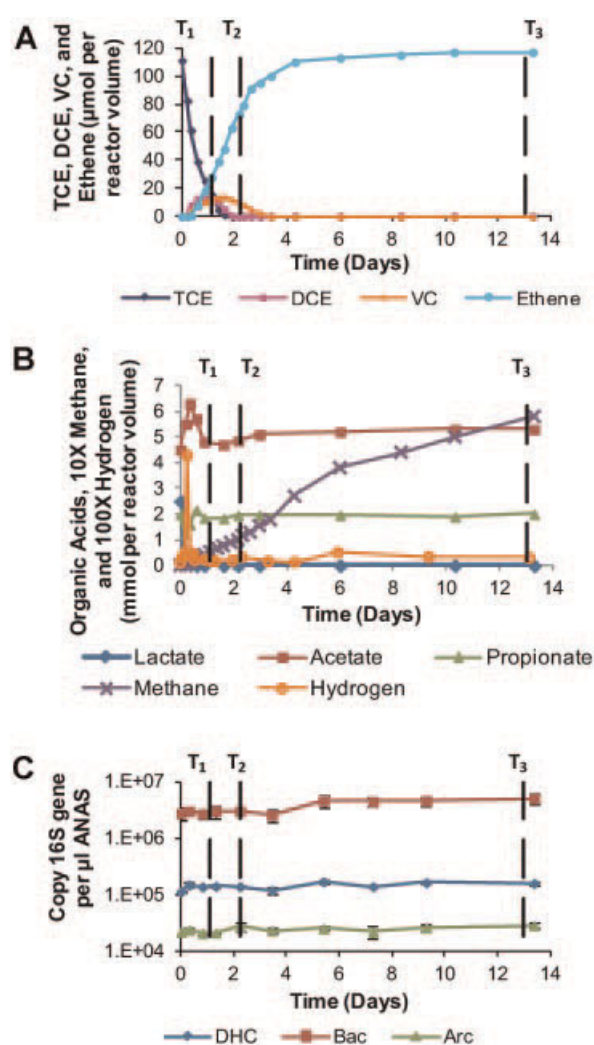 A
T1 T2 T3
TCE, DCE, VC, and
Ethene (µmol per
reactor volume)
120
100
80
60
40
20
0
0 2 4 6 8 10 12 14
Time (Days)
TCE DCE VC Ethene
B
T1 T2 T3
Organic Acids, 10X Methane,
and 100X Hydrogen
(mmolper reactor volume)
7
6
5
4
3
2
1
0
0 2 4 6 8 10 12 14
Time (Days)
Lactate Acetate Propionate
Methane Hydrogen
C
T1 T2 T3
Copy 16S gene
per µl ANAS
1.E+07
1.E+06
1.E+05
1.E+04
0 2 4 6 8 10 12 14
Time (Days)
DHC Bac Arc